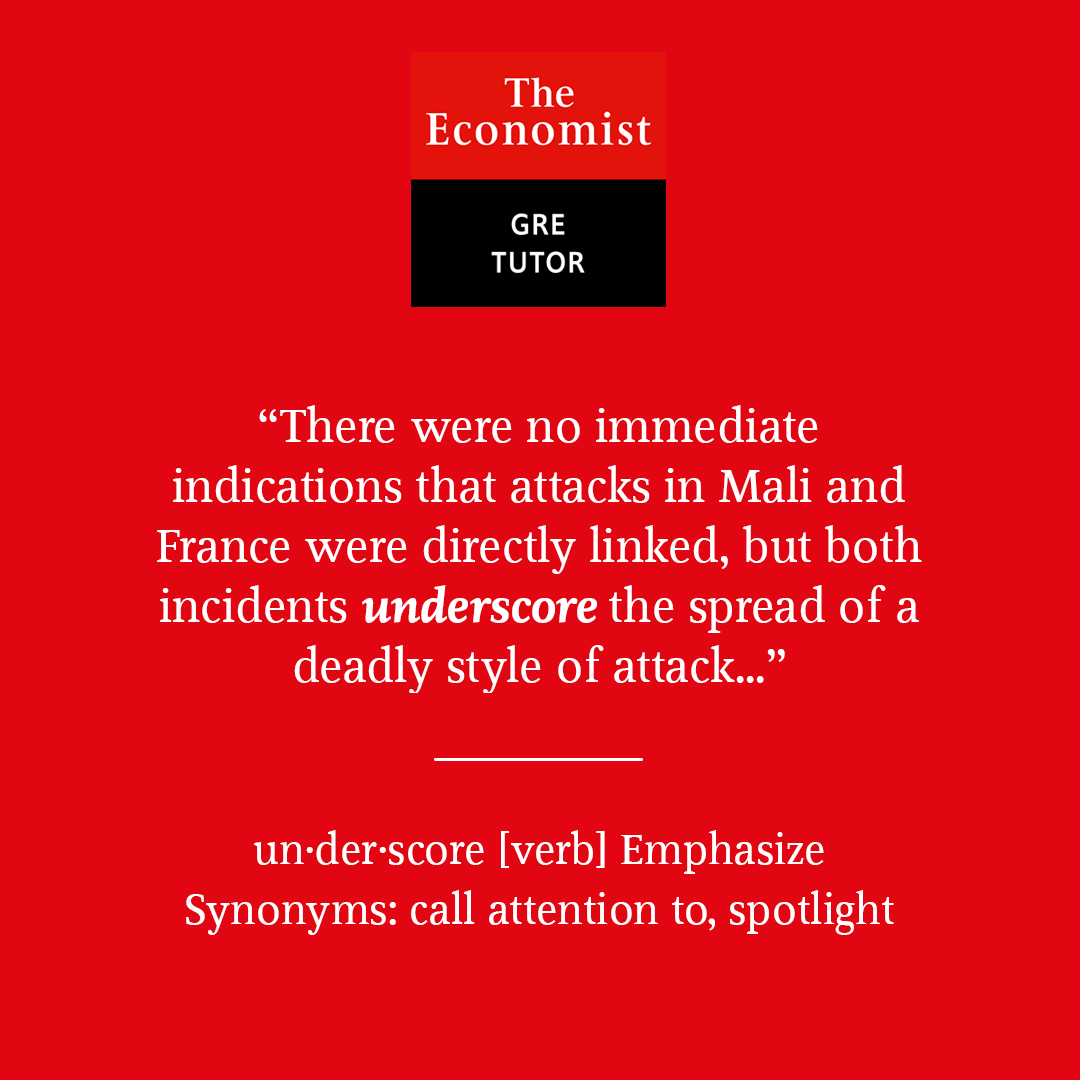 The
Economist
GRE
TUTOR
“There were no immediate
indications that attacks in Mali and
France were directly linked, but both
incidents underscore the spread of a
deadly style of attack...”
un·der·score [verb] Emphasize
Synonyms: call attention to, spotlight